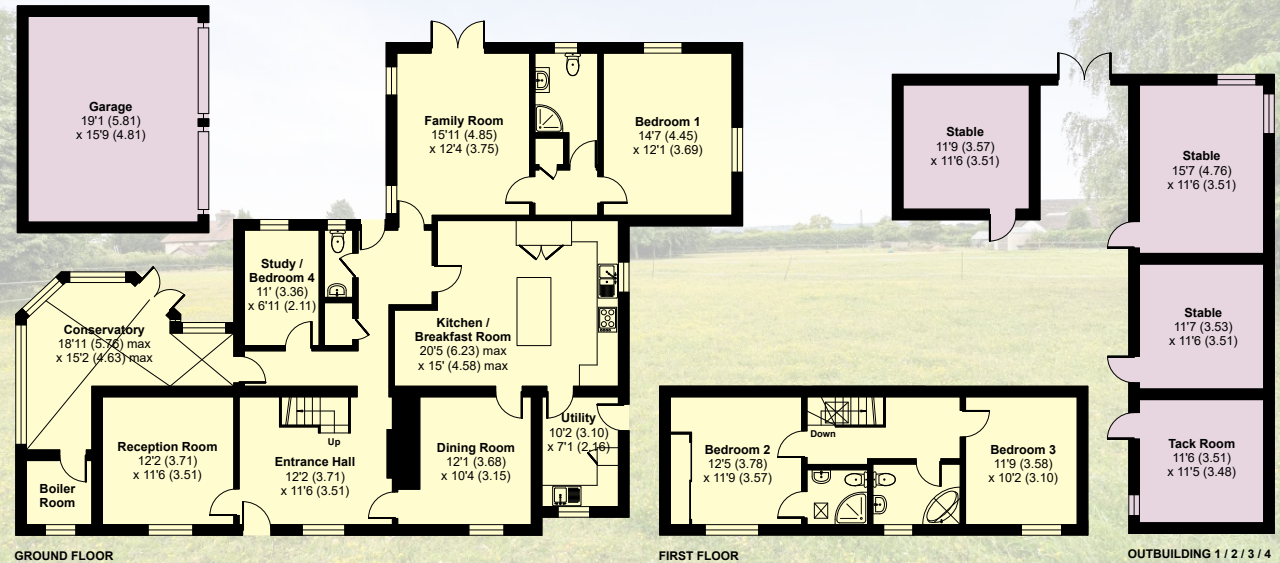 Garage
19'1 (5.81)
x 15'9 (4.81)
Family Room
15'11 (4.85)
x 12'4 (3.75)
Bedroom 1
14'7 (4.45)
x 12'1 (3.69)
Study /
Bedroom 4
11' (3.36)
x 6'11 (2.11)
Conservatory
18'11 (5.76) max
x 15'2 (4.63) max
Kitchen /
Breakfast Room
20'5 (6.23) max
x 15' (4.58) max
Reception Room
12'2 (3.71)
x 11'6 (3.51)
Up
Entrance Hall
12'2 (3.71)
x 11'6 (3.51)
Dining Room
12'1 (3.68)
x 10'4 (3.15)
Utility
10'2 (3.10)
x 7'1 (2.16)
Boiler
Room
GROUND FLOOR
Bedroom 2
12'5 (3.78)
x 11'9 (3.57)
Down
Bedroom 3
11'9 (3.58)
x 10'2 (3.10)
FIRST FLOOR
Stable
11'9 (3.57)
x 11'6 (3.51)
Stable
15'7 (4.76)
x 11'6 (3.51)
Stable
11'7 (3.53)
x 11'6 (3.51)
Tack Room
11'6 (3.51)
x 11'5 (3.48)
OUTBUILDING 1 / 2 / 3 / 4